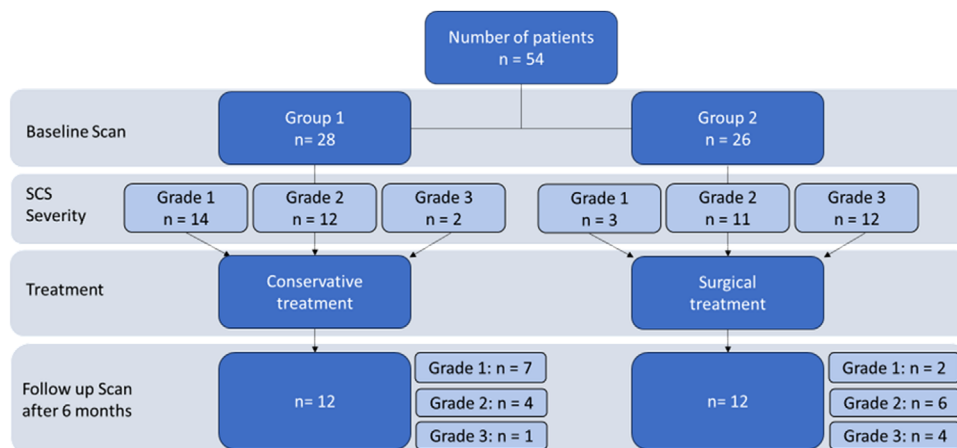 Number of patients
n = 54
Baseline Scan
Group 1
n= 28
Group 2
n= 26
SCS
Severity
Grade 1
n = 14
Grade 2
n = 12
Grade 3
n = 2
Grade 1
n = 3
Grade 2
n = 11
Grade 3
n = 12
Treatment
Conservative
treatment
Surgical
treatment
Follow up Scan
after 6 months
n= 12
Grade 1: n = 7
Grade 2: n = 4
Grade 3: n = 1
n= 12
Grade 1: n = 2
Grade 2: n = 6
Grade 3: n = 4